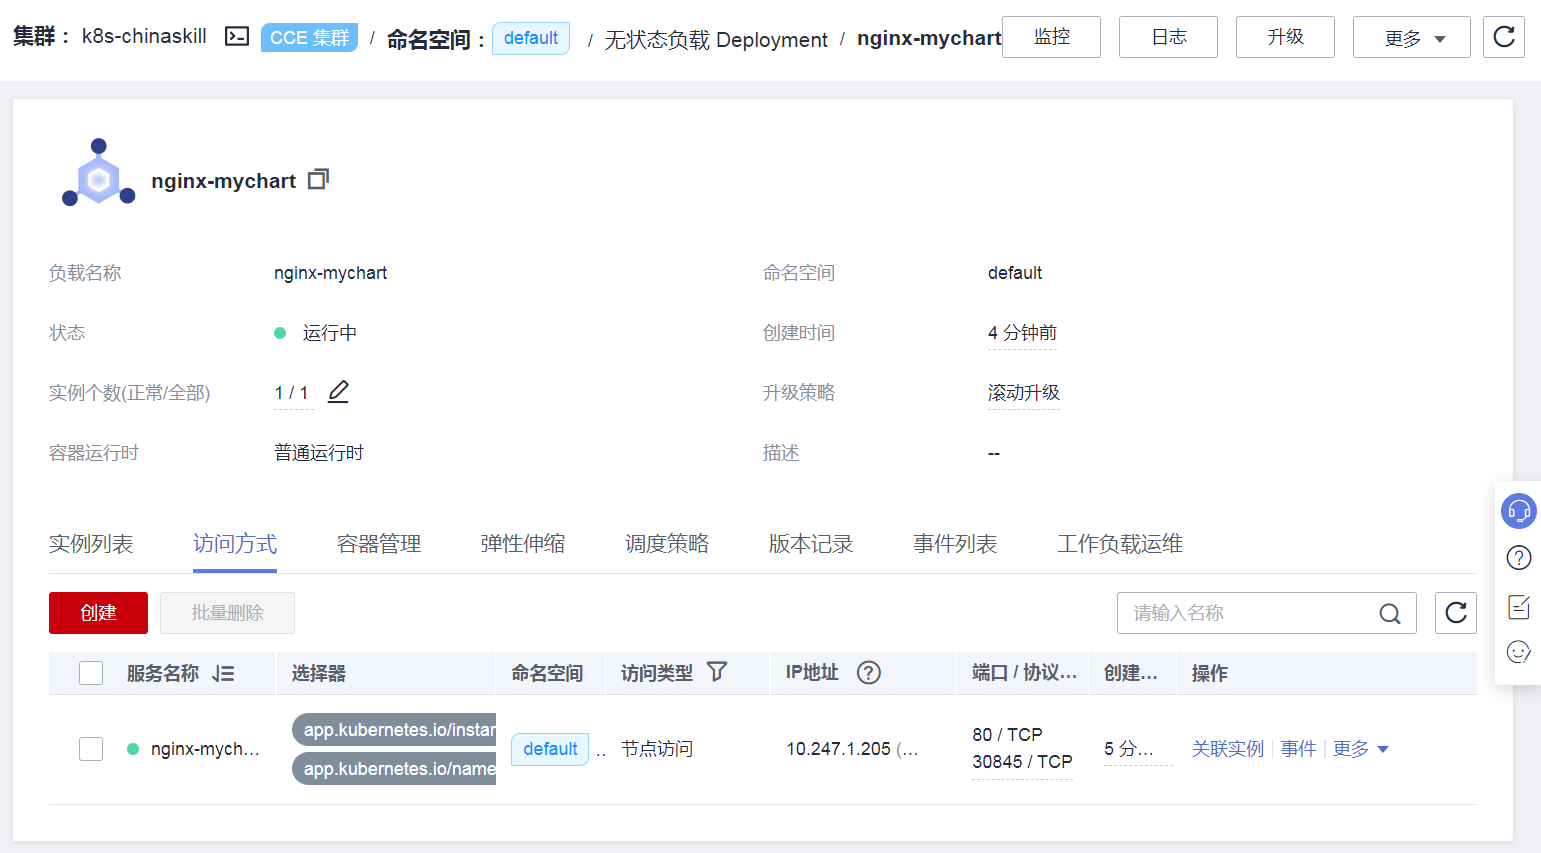 集群： k8s-chinaskill CCE 集群 / 命名空间： default / 无状态负载 Deployment / nginx-mychart 监控 日志 升级 更多
nginx-mychart
负载名称 nginx-mychart 命名空间 default
状态 运行中 创建时间 4 分钟前
实例个数(正常/全部) 1 / 1 升级策略 滚动升级
容器运行时 普通运行时 描述 --
实例列表 访问方式 容器管理 弹性伸缩 调度策略 版本记录 事件列表 工作负载运维
创建 批量删除 请输入名称
服务名称 选择器 命名空间 访问类型 IP地址 端口 / 协议... 创建... 操作
app.kubernetes.io/instar
app.kubernetes.io/name
nginx-mych... default .. 节点访问 10.247.1.205 (... 80 / TCP
30845 / TCP
5 分... 关联实例 事件 更多